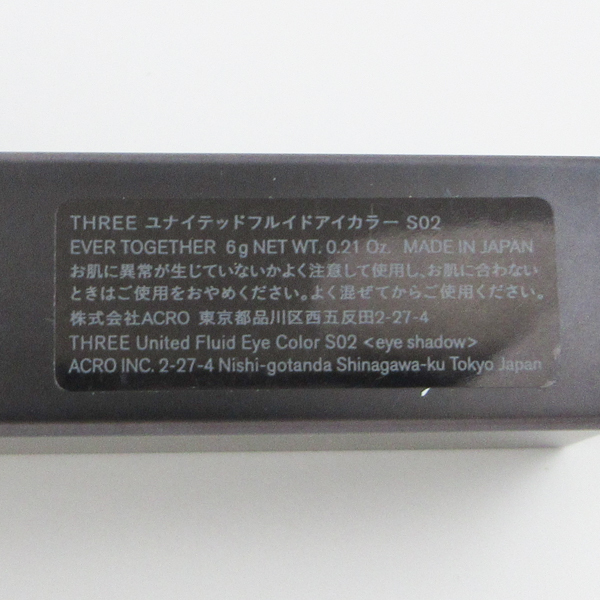 THREE ユナイテッドフルイドアイカラー S02
EVER TOGETHER 6g NET WT. 0.21 Oz. MADE IN JAPAN
お肌に異常が生じていないかよく注意して使用し、お肌に合わない
ときはご使用をおやめください。よく混ぜてからご使用ください。
株式会社ACRO 東京都品川区西五反田2-27-4
THREE United Fluid Eye Color S02 <eye shadow>
ACRO INC. 2-27-4 Nishi-gotanda Shinagawa-ku Tokyo Japan